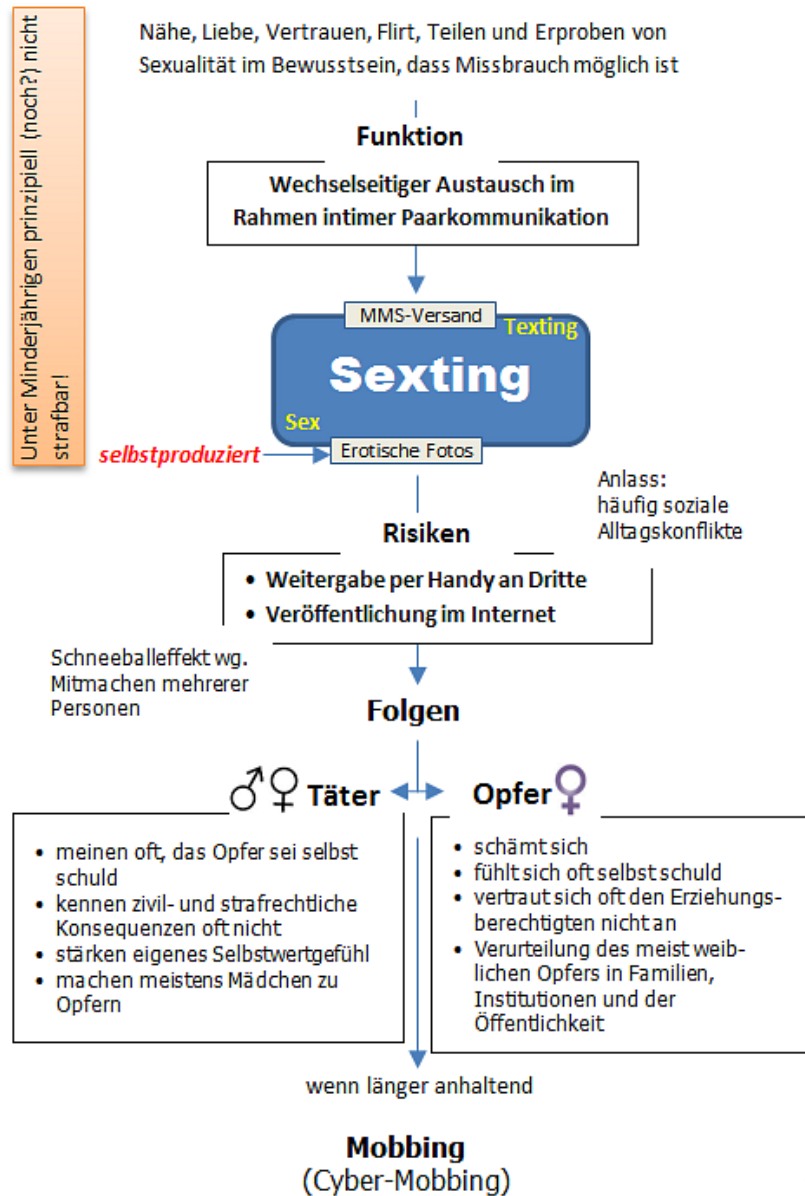 Unter Minderjährigen prinzipiell (noch?) nicht
strafbar!
Nähe, Liebe, Vertrauen, Flirt, Teilen und Erproben von
Sexualität im Bewusstsein, dass Missbrauch möglich ist
Funktion
Wechselseitiger Austausch im
Rahmen intimer Paarkommunikation
MMS-Versand
Texting
Sexting
Sex
selbstproduziert
Erotische Fotos
Anlass:
häufig soziale
Alltagskonflikte
Risiken
• Weitergabe per Handy an Dritte
• Veröffentlichung im Internet
Schneeballeffekt wg.
Mitmachen mehrerer
Personen
Folgen
♂♀ Täter
• meinen oft, das Opfer sei selbst
schuld
• kennen zivil- und strafrechtliche
Konsequenzen oft nicht
• stärken eigenes Selbstwertgefühl
• machen meistens Mädchen zu
Opfern
Opfer ♀
• schämt sich
• fühlt sich oft selbst schuld
• vertraut sich oft den Erziehungs-
berechtigten nicht an
• Verurteilung des meist weib-
lichen Opfers in Familien,
Institutionen und der
Öffentlichkeit
wenn länger anhaltend
Mobbing
(Cyber-Mobbing)